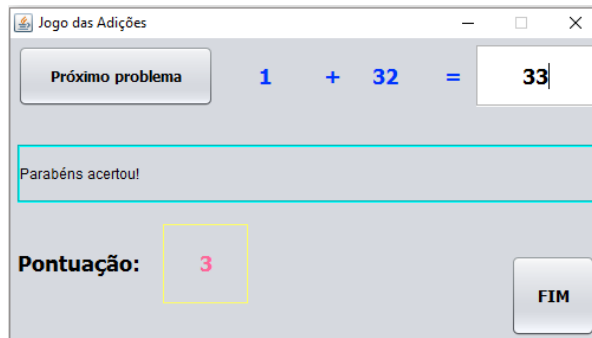 Jogo das Adições
Próximo problema 1 + 32 = 33
Parabéns acertou!
Pontuação: 3
FIM